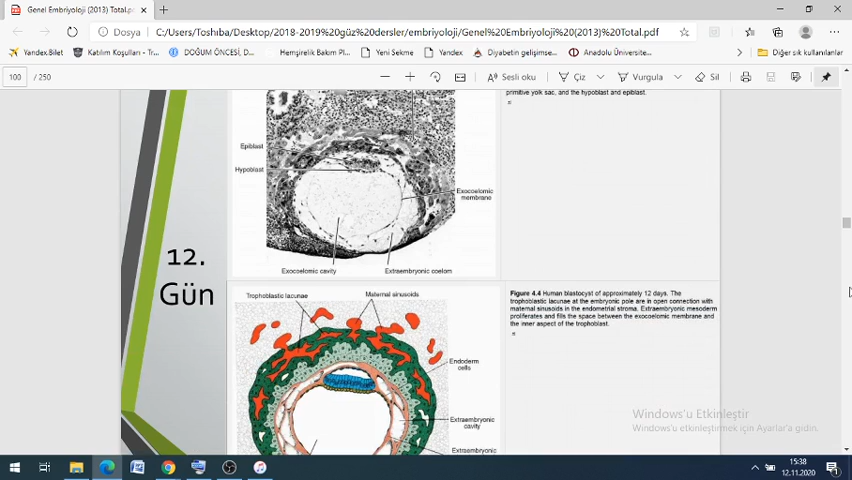 Genel Embriyoloji (2013) Total.pd
Dosya
C:/Users/Toshıba/Desktop/2018-2019%20güz%20dersler/embriyoloji/Genel%20Embriyoloji%20(2013)%20Total.pdf
Yandex.Bilet
Katılım Koşulları - Tr...
DOĞUM ÖNCESİ, D...
Hemşirelik Bakım Pl...
Yeni Sekme
Yandex
Diyabetin gelişimse...
Anadolu Üniversite...
Diğer sık kullanılanlar
100 / 250
Sesli oku
Çiz
Vurgula
Sil
primitive yolk sac, and the hypoblast and epiblast.
Epiblast
Hypoblast
Exocoelomic
membrane
Exocoelomic cavity
Extraembryonic coelom
12.
Gün
Trophoblastic lacunae
Maternal sinusoids
Endoderm
cells
Extraembryonic
cavity
Extraembryonic
Figure 4.4 Human blastocyst of approximately 12 days. The
trophoblastic lacunae at the embryonic pole are in open connection with
maternal sinusoids in the endometrial stroma. Extraembryonic mesoderm
proliferates and fills the space between the exocoelomic membrane and
the inner aspect of the trophoblast.
Windows'u Etkinleştir
Windows'u etkinleştirmek için Ayarlar'a gidin.
15:38
12.11.2020